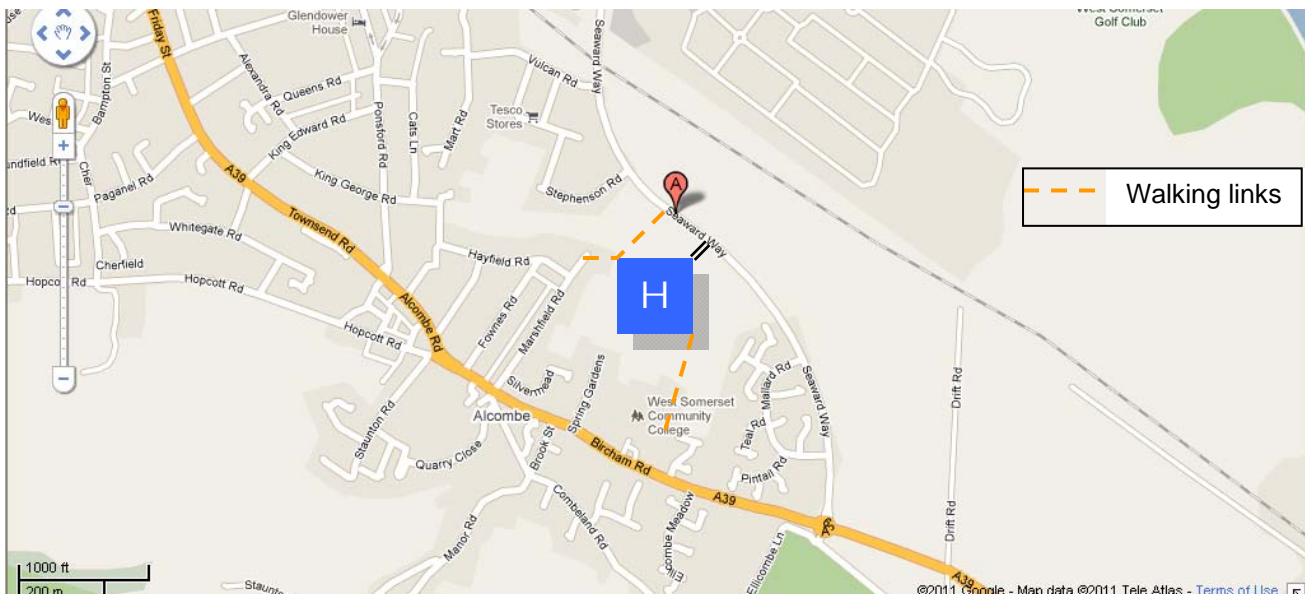 Glendower
House
West Somerset
Golf Club
Friday St
Bampton St
Alexandra Rd
Queens Rd
Vulcan Rd
Seaward Way
Tesco
Stores
King Edward Rd
Ponsford Rd
Cats Ln
Mart Rd
A39
Paganel Rd
King George Rd
Stephenson Rd
A
Seaward Way
Walking links
Townsend Rd
Whitegate Rd
Cherfield
Hopcott Rd
Hayfield Rd
H
Hopcott Rd
Alcombe Rd
Fownes Rd
Marshfield Rd
Silvermead
Spring Gardens
Mallard Rd
Seaward Way
Drift Rd
West Somerset
Community
College
Alcombe
Teal Rd
Staunton Rd
Quarry Close
Brook St
Bircham Rd
Pintail Rd
A39
Combeland Rd
Manor Rd
Drift Rd
Ellicombe Ln
A39
1000 ft
200 m
©2011 Google - Map data ©2011 Tele Atlas - Terms of Use